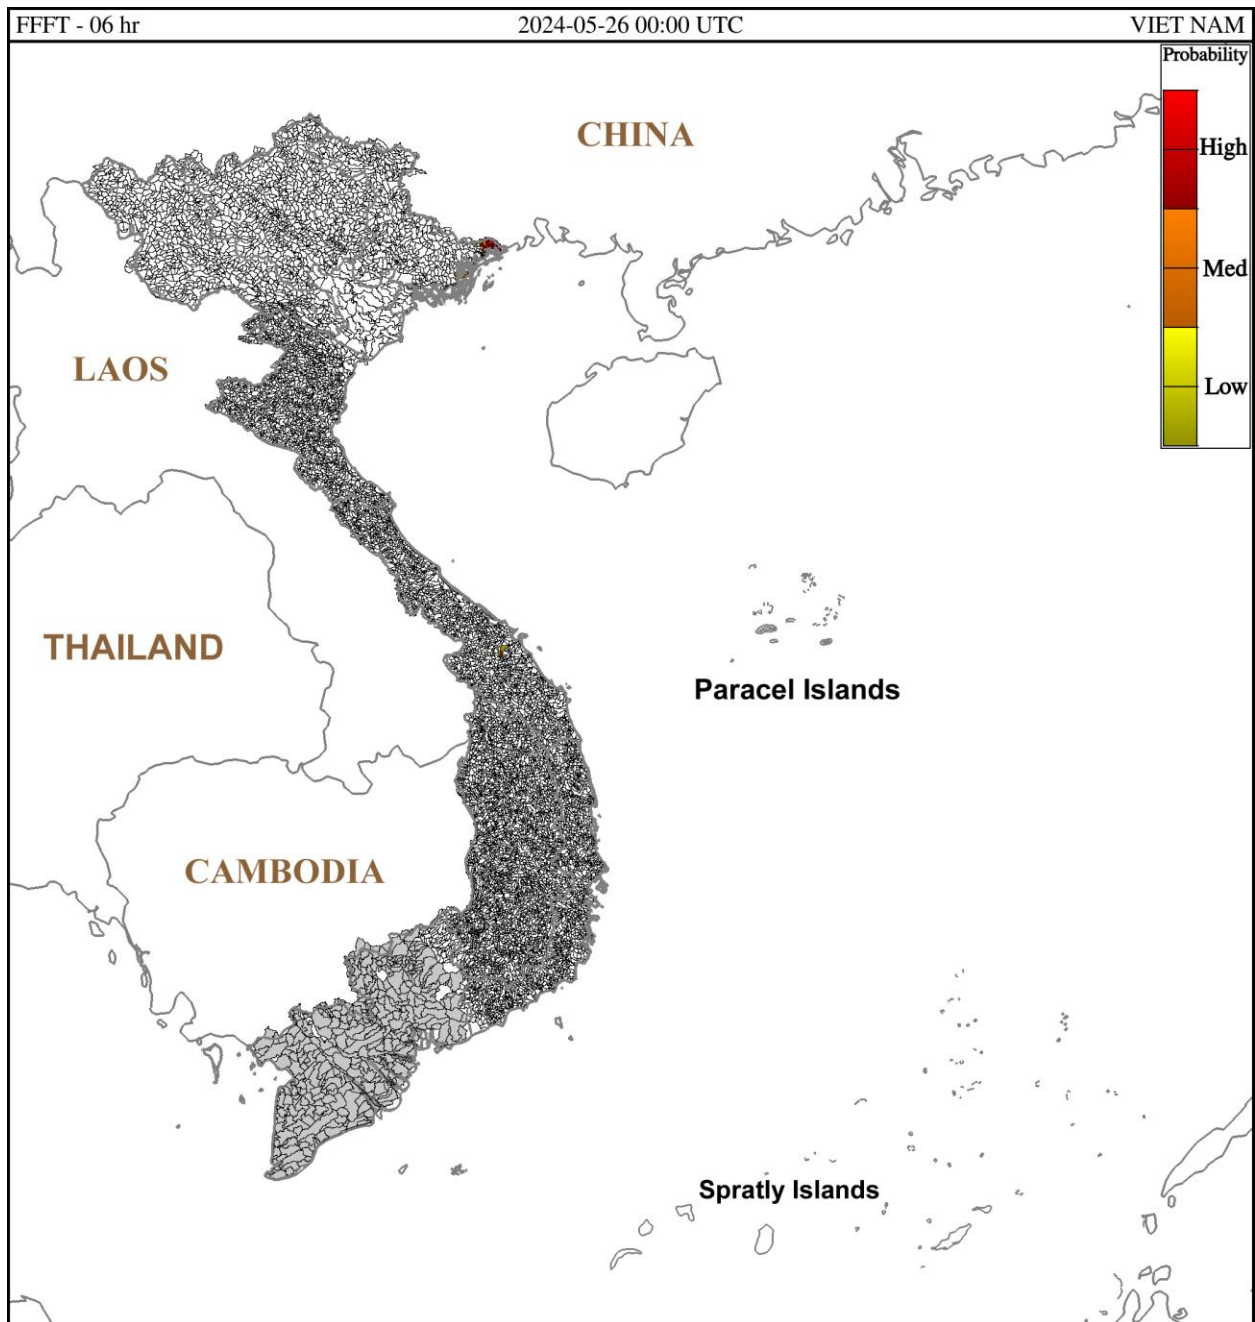 FFFT - 06 hr
2024-05-26 00:00 UTC
VIET NAM
Probability
High
Med
Low
CHINA
LAOS
THAILAND
Paracel Islands
CAMBODIA
Spratly Islands